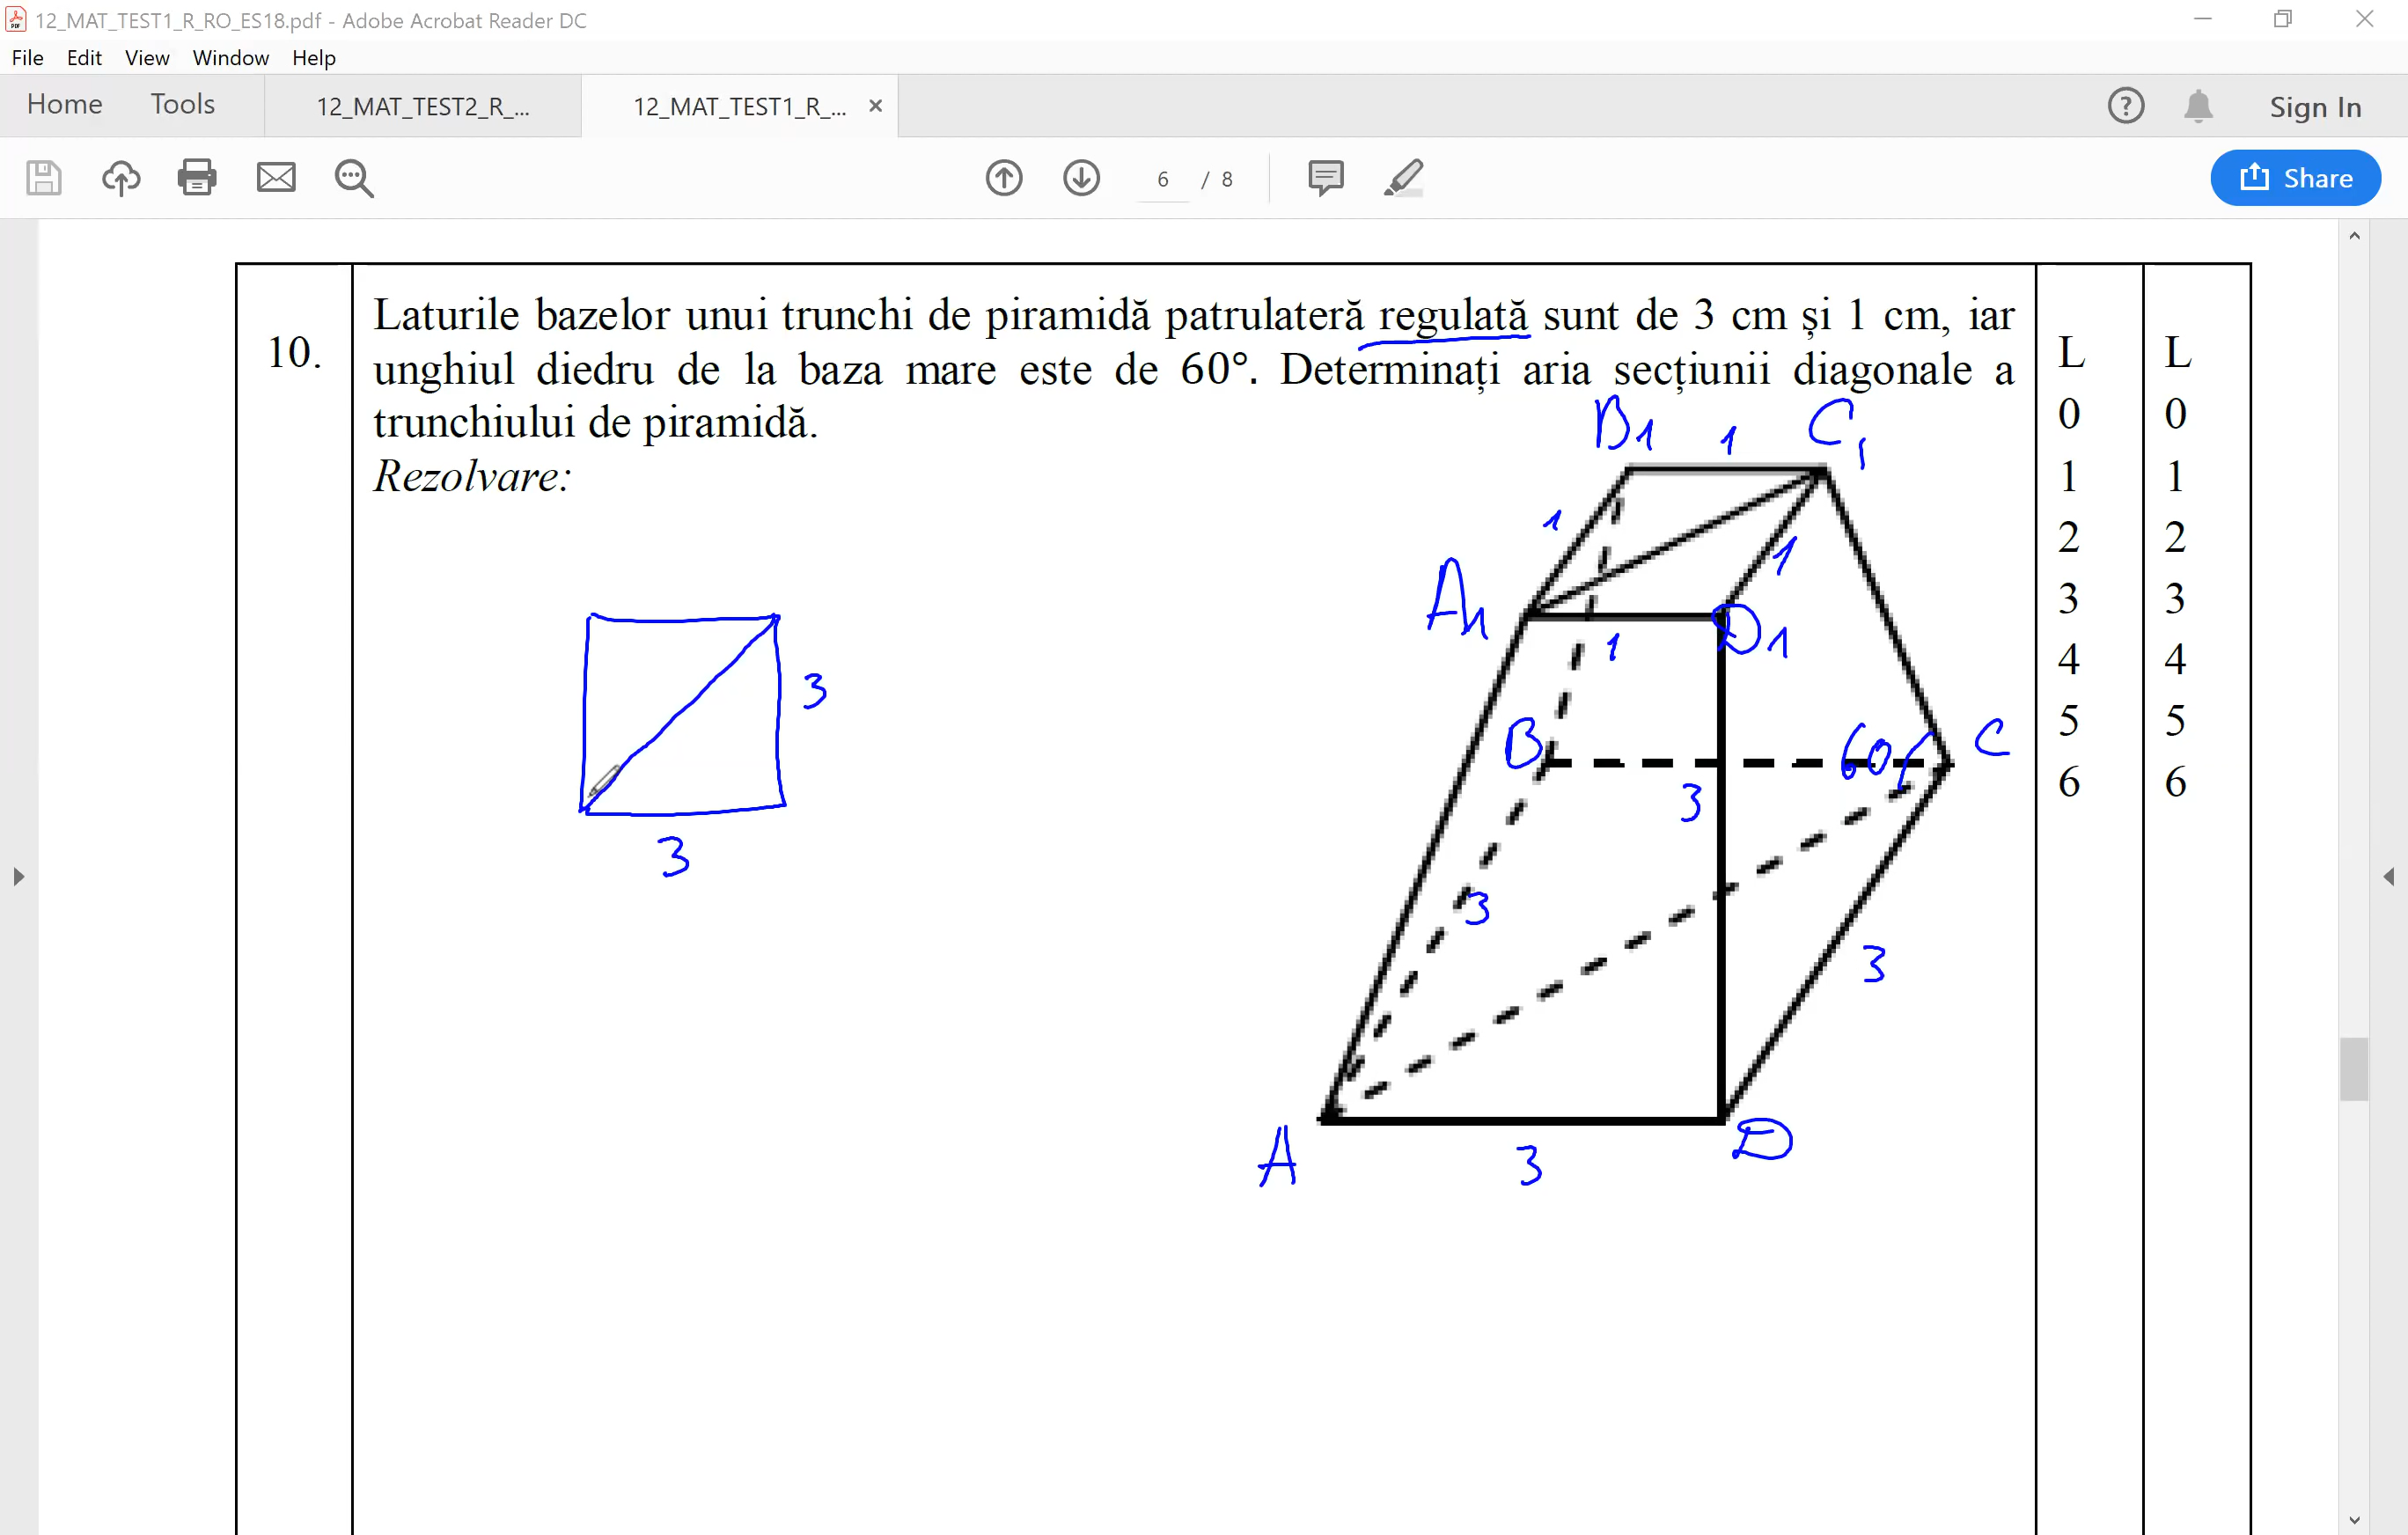 12_MAT_TEST1_R_RO_ES18.pdf - Adobe Acrobat Reader DC
File Edit View Window Help
Home Tools 12_MAT_TEST2_R_... 12_MAT_TEST1_R_... × ? Sign In
6 / 8 Share
10.
Laturile bazelor unui trunchi de piramidă patrulateră regulată sunt de 3 cm și 1 cm, iar
unghiul diedru de la baza mare este de 60°. Determinați aria secțiunii diagonale a
trunchiului de piramidă.
Rezolvare:
B1 1 C1
1
A1 1 D1 1
3
3
B 60 C
3
3
3
A 3 D
L L
0 0
1 1
2 2
3 3
4 4
5 5
6 6